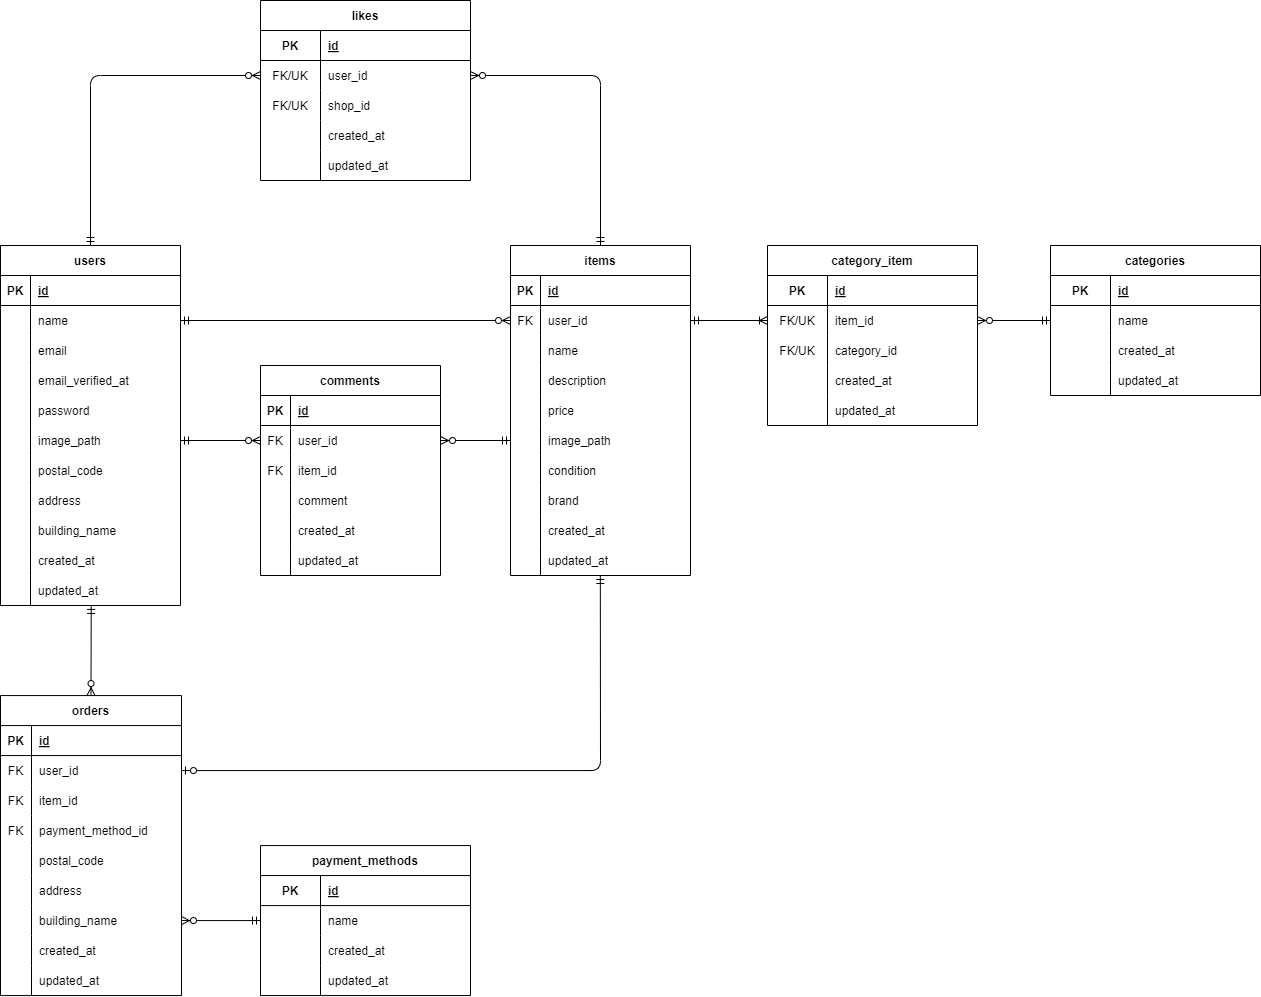 likes
PK id
FK/UK user_id
FK/UK shop_id
created_at
updated_at
users
PK id
name
email
email_verified_at
password
image_path
postal_code
address
building_name
created_at
updated_at
comments
PK id
FK user_id
FK item_id
comment
created_at
updated_at
items
PK id
FK user_id
name
description
price
image_path
condition
brand
created_at
updated_at
category_item
PK id
FK/UK item_id
FK/UK category_id
created_at
updated_at
categories
PK id
name
created_at
updated_at
orders
PK id
FK user_id
FK item_id
FK payment_method_id
postal_code
address
building_name
created_at
updated_at
payment_methods
PK id
name
created_at
updated_at